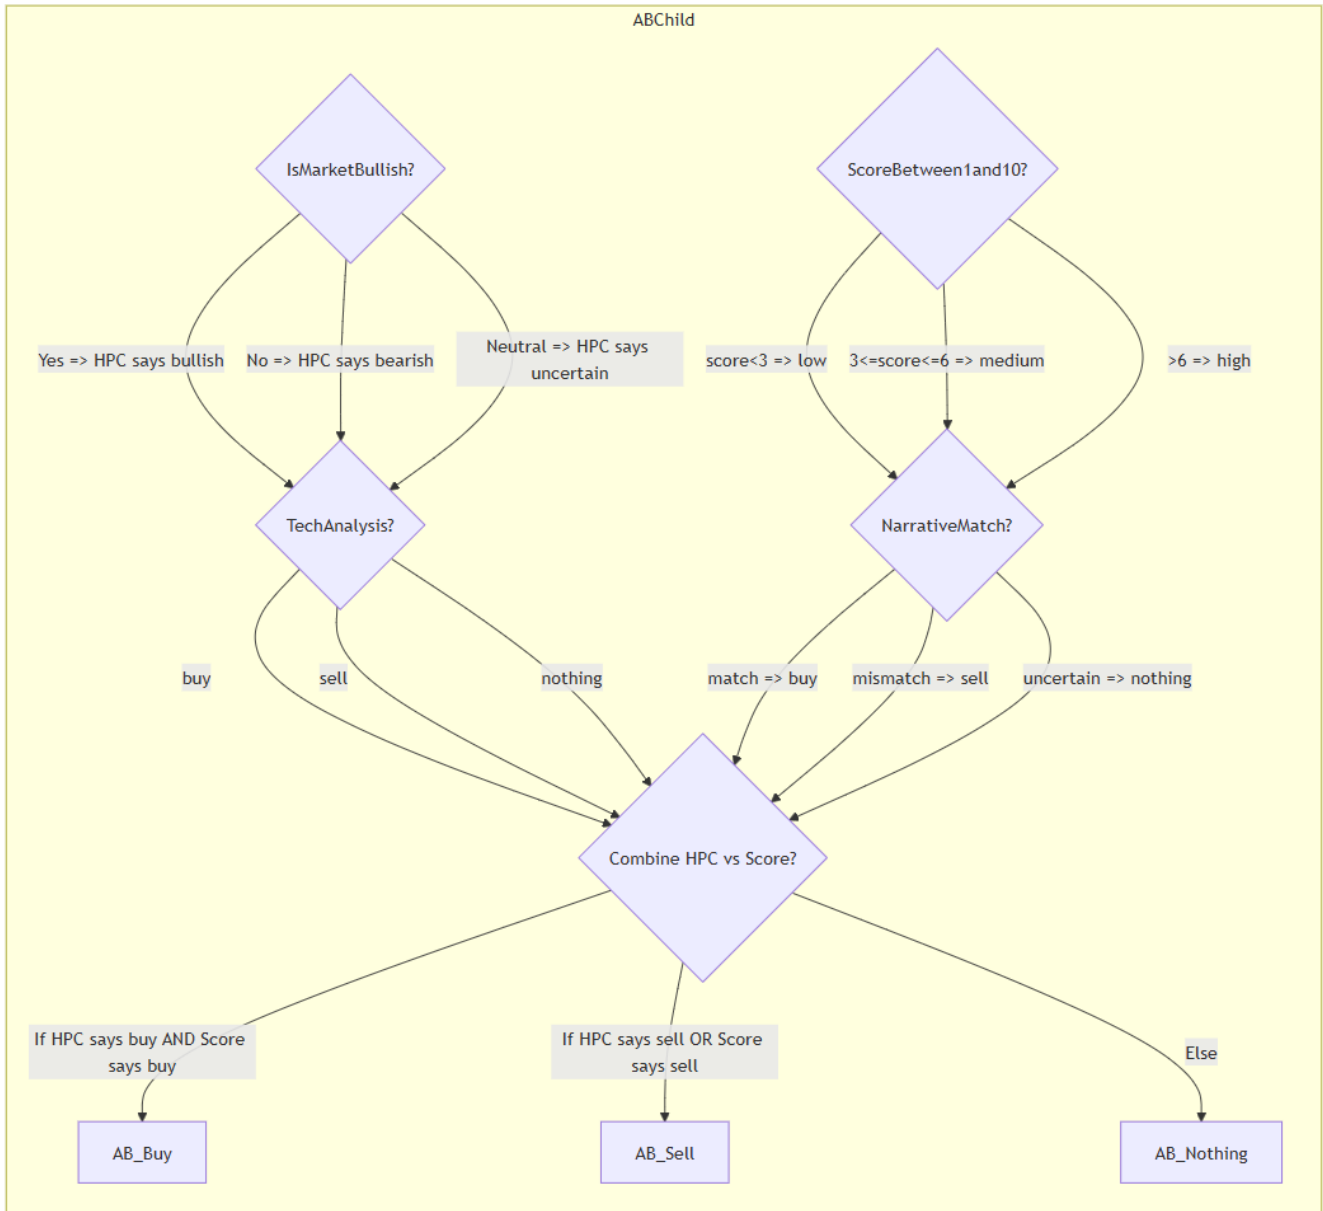 ABChild
IsMarketBullish?
ScoreBetween1and10?
Yes => HPC says bullish
No => HPC says bearish
Neutral => HPC says
uncertain
score<3 => low
3<=score<=6 => medium
>6 => high
TechAnalysis?
NarrativeMatch?
buy
sell
nothing
match => buy
mismatch => sell
uncertain => nothing
Combine HPC vs Score?
If HPC says buy AND Score
says buy
If HPC says sell OR Score
says sell
Else
AB_Buy
AB_Sell
AB_Nothing